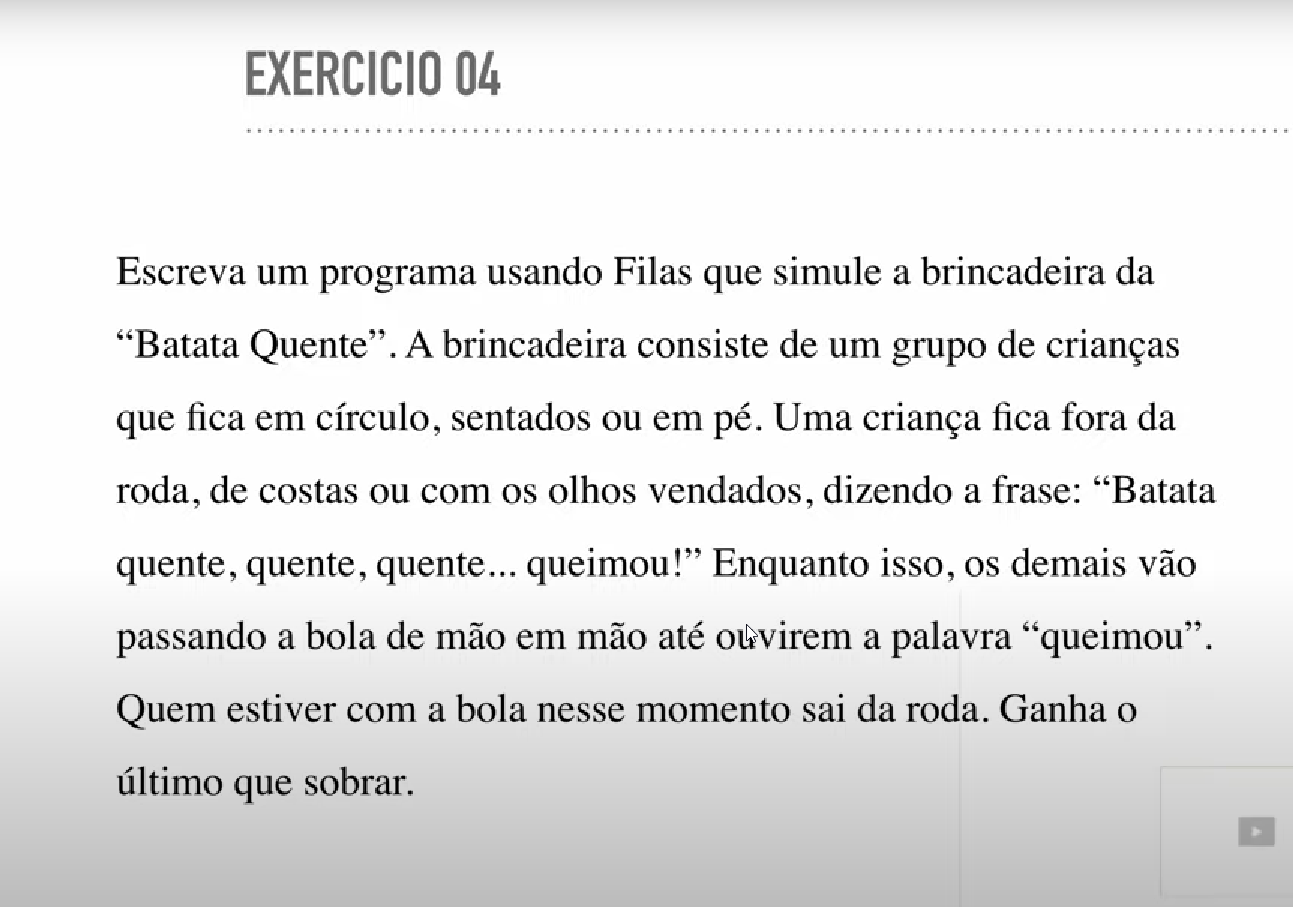 EXERCICIO 04
Escreva um programa usando Filas que simule a brincadeira da
“Batata Quente”. A brincadeira consiste de um grupo de crianças
que fica em círculo, sentados ou em pé. Uma criança fica fora da
roda, de costas ou com os olhos vendados, dizendo a frase: “Batata
quente, quente, quente... queimou!” Enquanto isso, os demais vão
passando a bola de mão em mão até ouvirem a palavra “queimou”.
Quem estiver com a bola nesse momento sai da roda. Ganha o
último que sobrar.